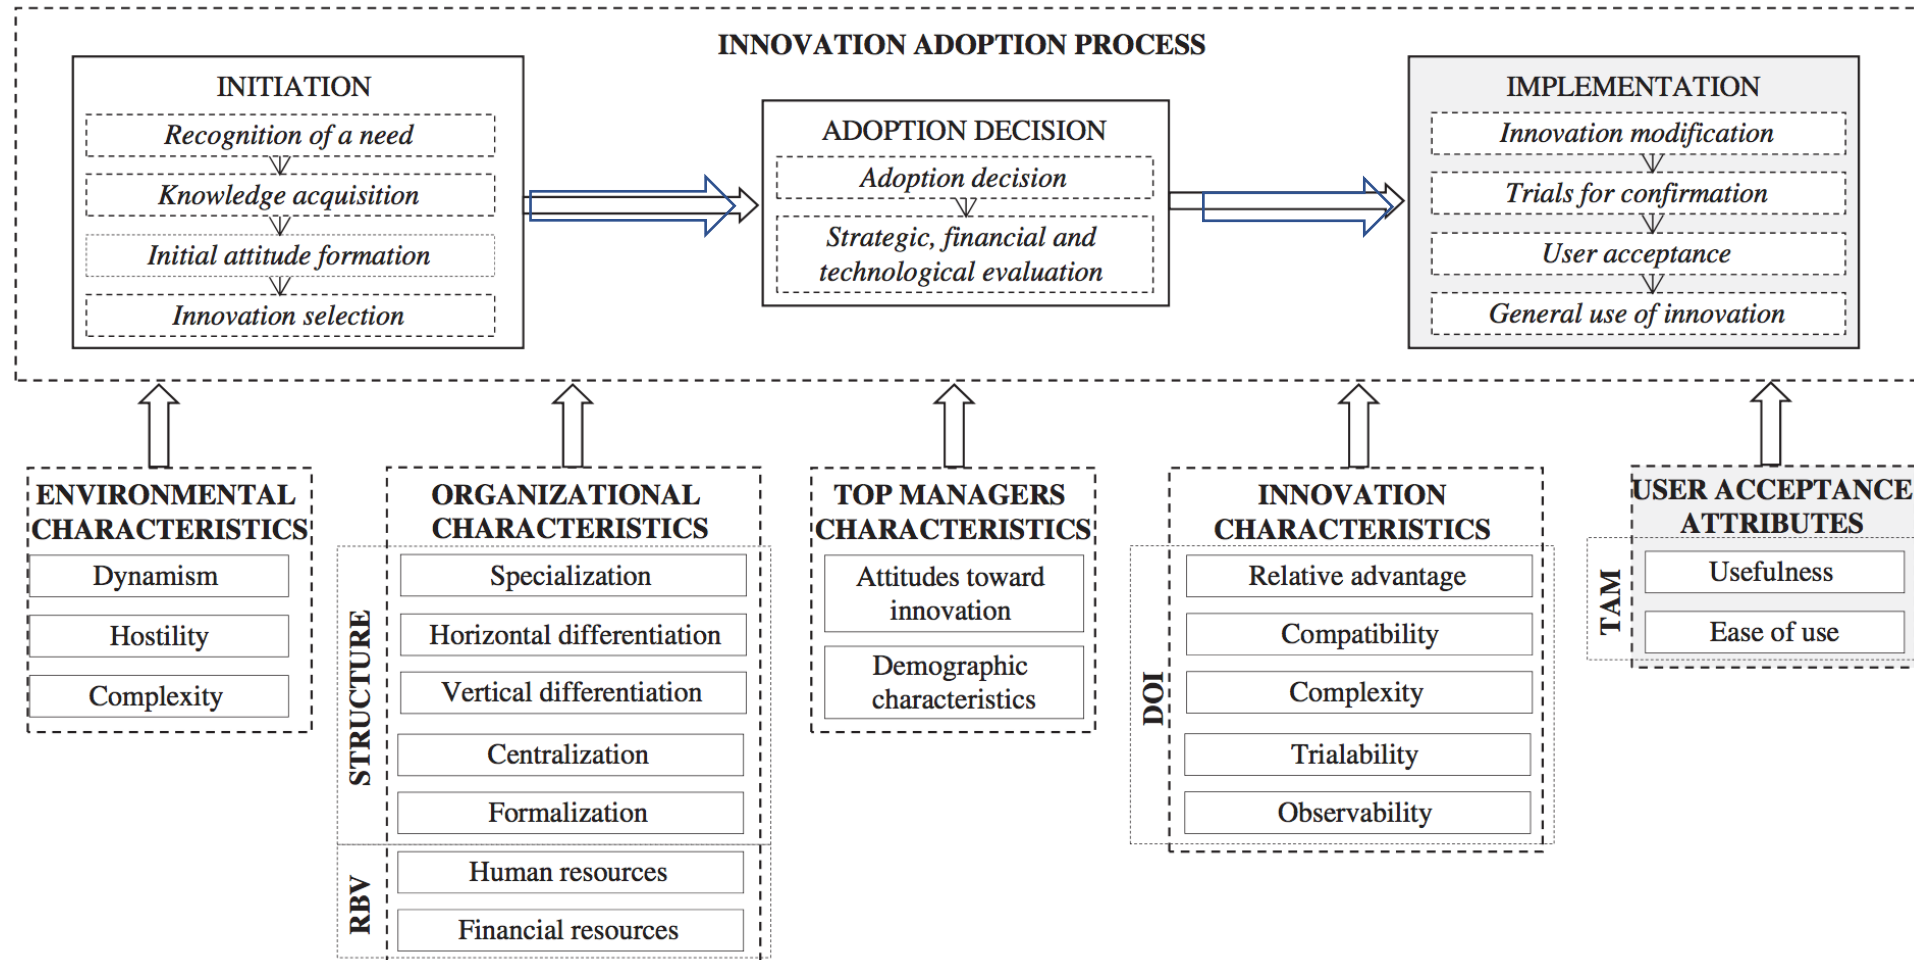 INNOVATION ADOPTION PROCESS
INITIATION
Recognition of a need
Knowledge acquisition
Initial attitude formation
Innovation selection
ADOPTION DECISION
Adoption decision
Strategic, financial and
technological evaluation
IMPLEMENTATION
Innovation modification
Trials for confirmation
User acceptance
General use of innovation
ENVIRONMENTAL
CHARACTERISTICS
Dynamism
Hostility
Complexity
ORGANIZATIONAL
CHARACTERISTICS
STRUCTURE
Specialization
Horizontal differentiation
Vertical differentiation
Centralization
Formalization
RBV
Human resources
Financial resources
TOP MANAGERS
CHARACTERISTICS
Attitudes toward
innovation
Demographic
characteristics
INNOVATION
CHARACTERISTICS
DOI
Relative advantage
Compatibility
Complexity
Trialability
Observability
USER ACCEPTANCE
ATTRIBUTES
TAM
Usefulness
Ease of use